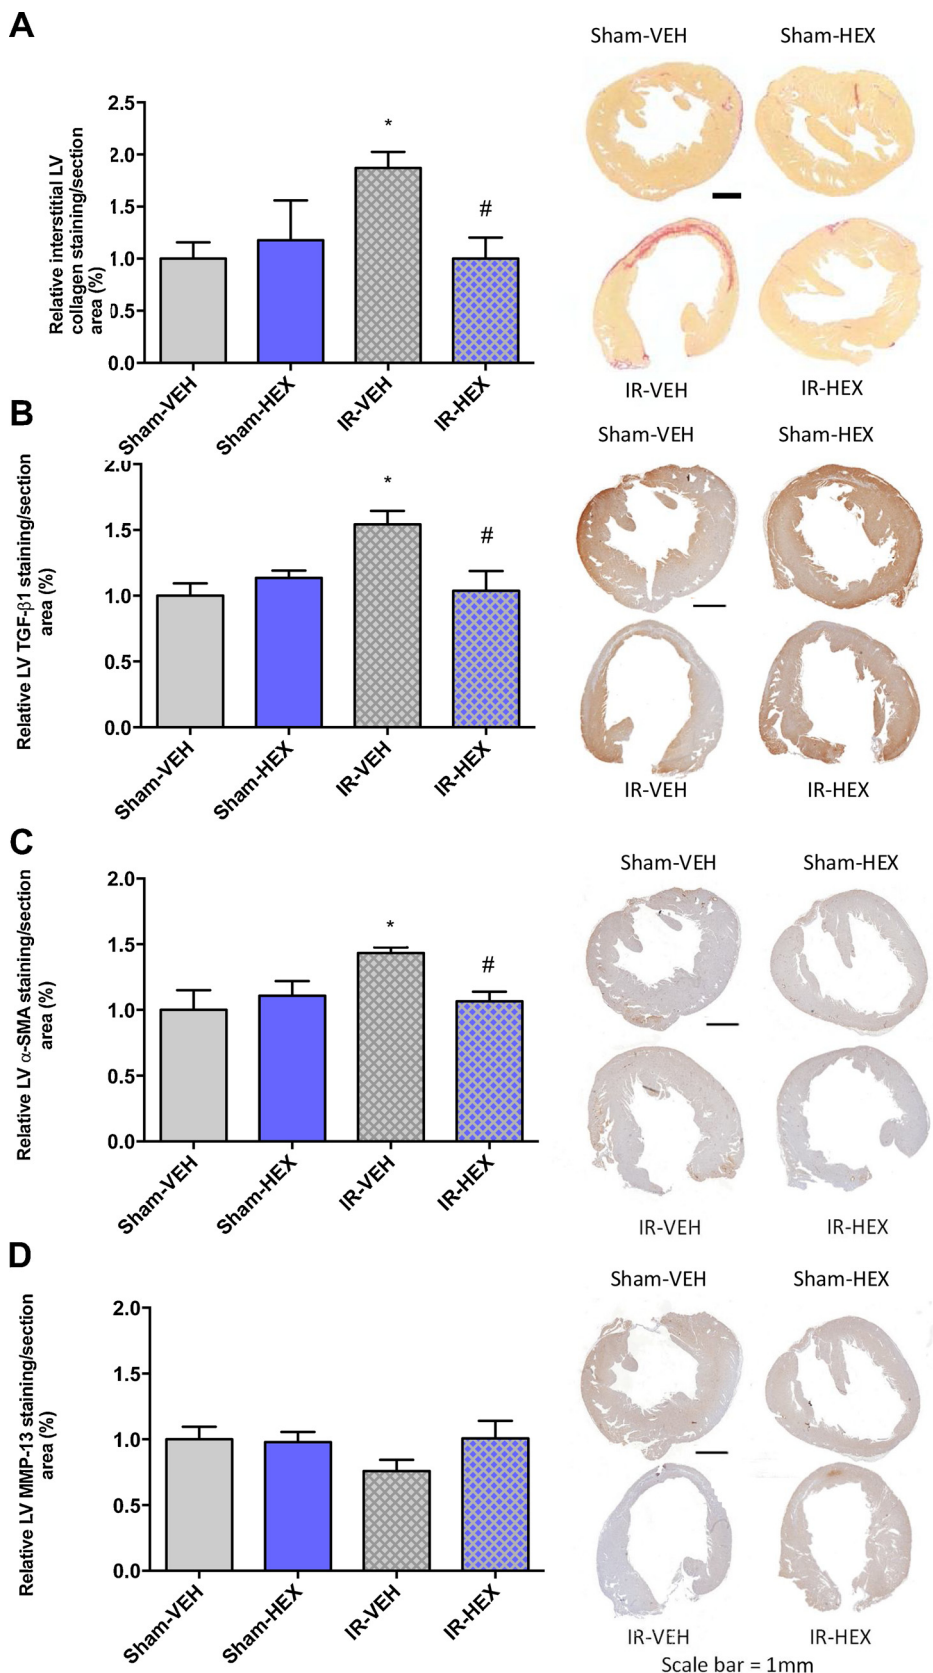 A
Sham-VEH Sham-HEX
Relative interstitial LV
collagen staining/section
area (%)
2.5
2.0
1.5
1.0
0.5
0.0
*
#
Sham-VEH
Sham-HEX
IR-VEH
IR-HEX
IR-VEH IR-HEX
B
Sham-VEH Sham-HEX
Relative LV TGF-β1 staining/section
area (%)
2.0
1.5
1.0
0.5
0.0
*
#
Sham-VEH
Sham-HEX
IR-VEH
IR-HEX
IR-VEH IR-HEX
C
Sham-VEH Sham-HEX
Relative LV α-SMA staining/section
area (%)
2.0
1.5
1.0
0.5
0.0
*
#
Sham-VEH
Sham-HEX
IR-VEH
IR-HEX
IR-VEH IR-HEX
D
Sham-VEH Sham-HEX
Relative LV MMP-13 staining/section
area (%)
2.0
1.5
1.0
0.5
0.0
Sham-VEH
Sham-HEX
IR-VEH
IR-HEX
IR-VEH IR-HEX
Scale bar = 1mm